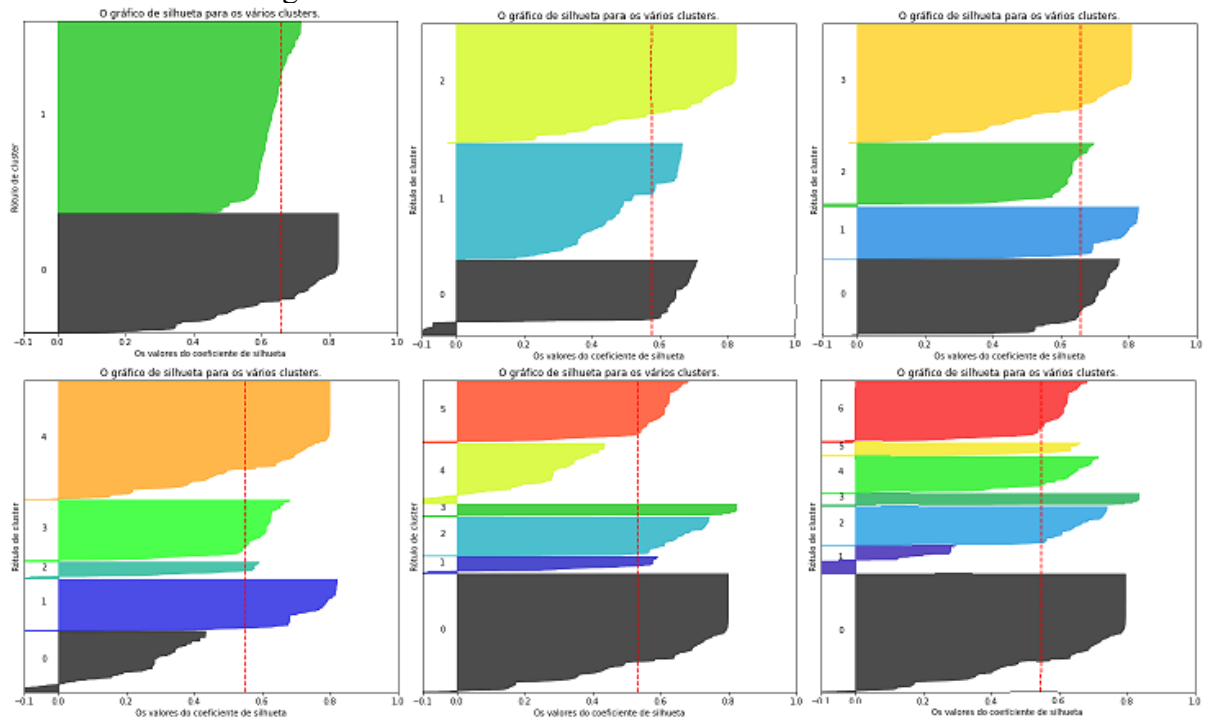 O gráfico de silhueta para os vários clusters.
Rótulo de cluster
1
0
−0.1 0.0 0.2 0.4 0.6 0.8 1.0
Os valores do coeficiente de silhueta
O gráfico de silhueta para os vários clusters.
Rótulo de cluster
2
1
0
−0.1 0.0 0.2 0.4 0.6 0.8 1.0
Os valores do coeficiente de silhueta
O gráfico de silhueta para os vários clusters.
Rótulo de cluster
3
2
1
0
−0.1 0.0 0.2 0.4 0.6 0.8 1.0
Os valores do coeficiente de silhueta
O gráfico de silhueta para os vários clusters.
Rótulo de cluster
4
3
2
1
0
−0.1 0.0 0.2 0.4 0.6 0.8 1.0
Os valores do coeficiente de silhueta
O gráfico de silhueta para os vários clusters.
Rótulo de cluster
5
4
3
2
1
0
−0.1 0.0 0.2 0.4 0.6 0.8 1.0
Os valores do coeficiente de silhueta
O gráfico de silhueta para os vários clusters.
Rótulo de cluster
6
5
4
3
2
1
0
−0.1 0.0 0.2 0.4 0.6 0.8 1.0
Os valores do coeficiente de silhueta